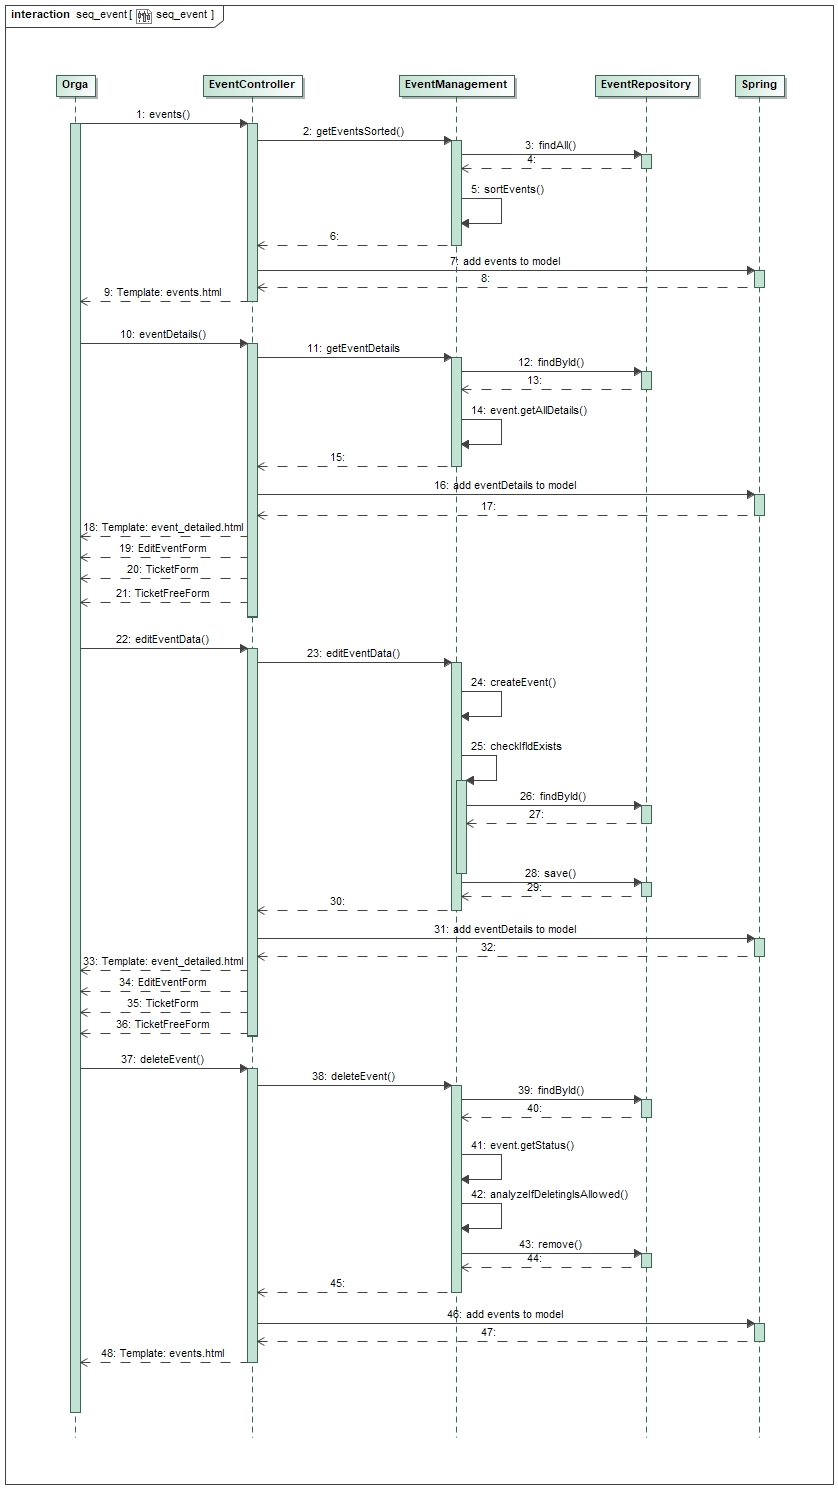 interaction seq_event [ seq_event ]
Orga
EventController
EventManagement
EventRepository
Spring
1: events()
2: getEventsSorted()
3: findAll()
4:
5: sortEvents()
6:
7: add events to model
8:
9: Template: events.html
10: eventDetails()
11: getEventDetails
12: findById()
13:
14: event.getAllDetails()
15:
16: add eventDetails to model
17:
18: Template: event_detailed.html
19: EditEventForm
20: TicketForm
21: TicketFreeForm
22: editEventData()
23: editEventData()
24: createEvent()
25: checkIfIdExists
26: findById()
27:
28: save()
29:
30:
31: add eventDetails to model
32:
33: Template: event_detailed.html
34: EditEventForm
35: TicketForm
36: TicketFreeForm
37: deleteEvent()
38: deleteEvent()
39: findById()
40:
41: event.getStatus()
42: analyzeIfDeletingIsAllowed()
43: remove()
44:
45:
46: add events to model
47:
48: Template: events.html